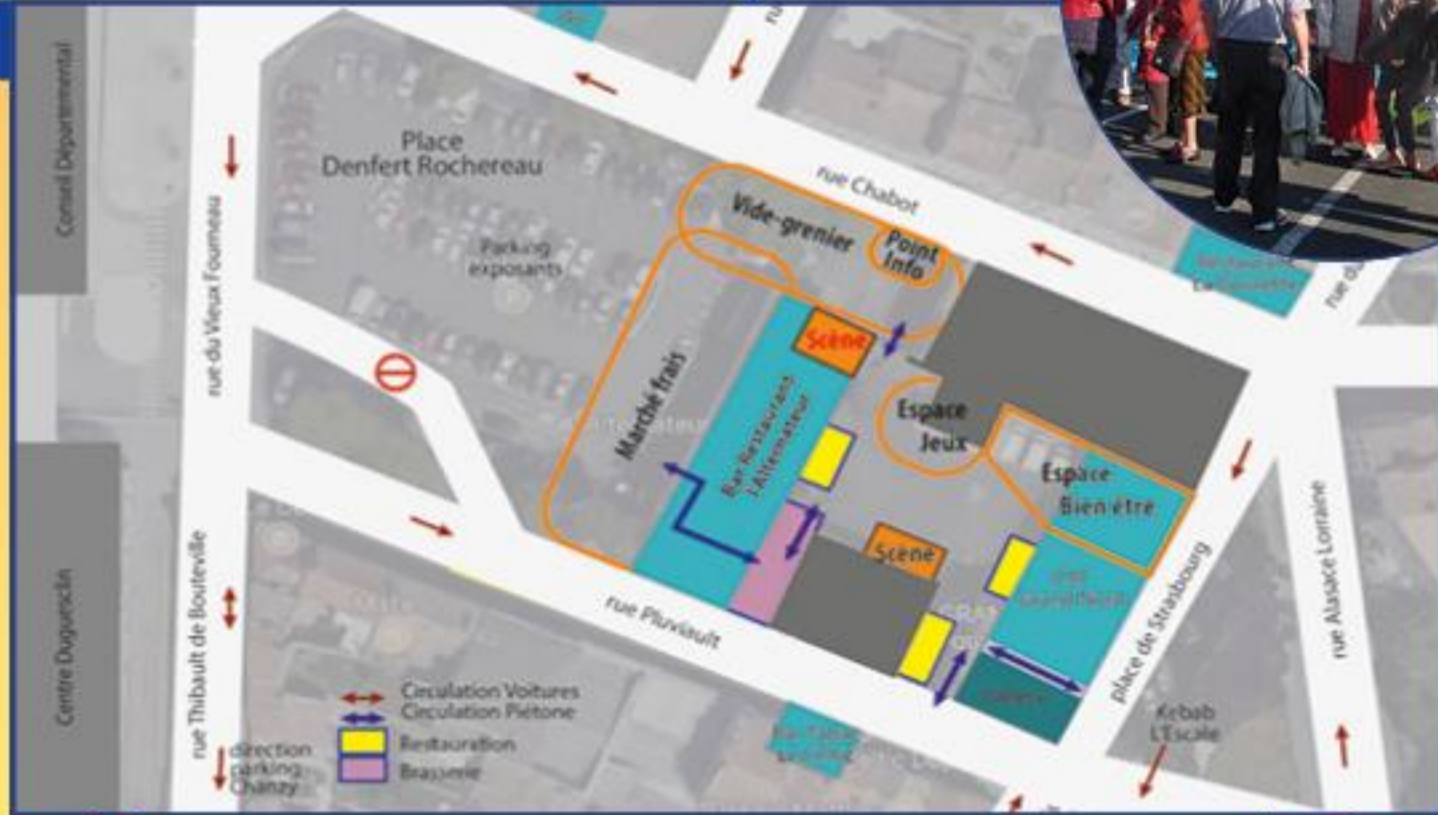 Conseil Départemental
Place
Denfert Rochereau
rue Chabot
Vide-grenier
Point
Info
Parking
exposants
rue du Vieux Fourneau
Scène
Marché frais
Bar Restaurant
l'Alternateur
Espace
Jeux
Espace
Bien être
Scène
rue Pluviault
place de Strasbourg
rue Alasace Lorraine
Centre Duguesclin
rue Thibault de Bouteville
Kebab
L'Escale
Circulation Voitures
Circulation Piétone
Restauration
Brasserie
direction
parking
Chanzy